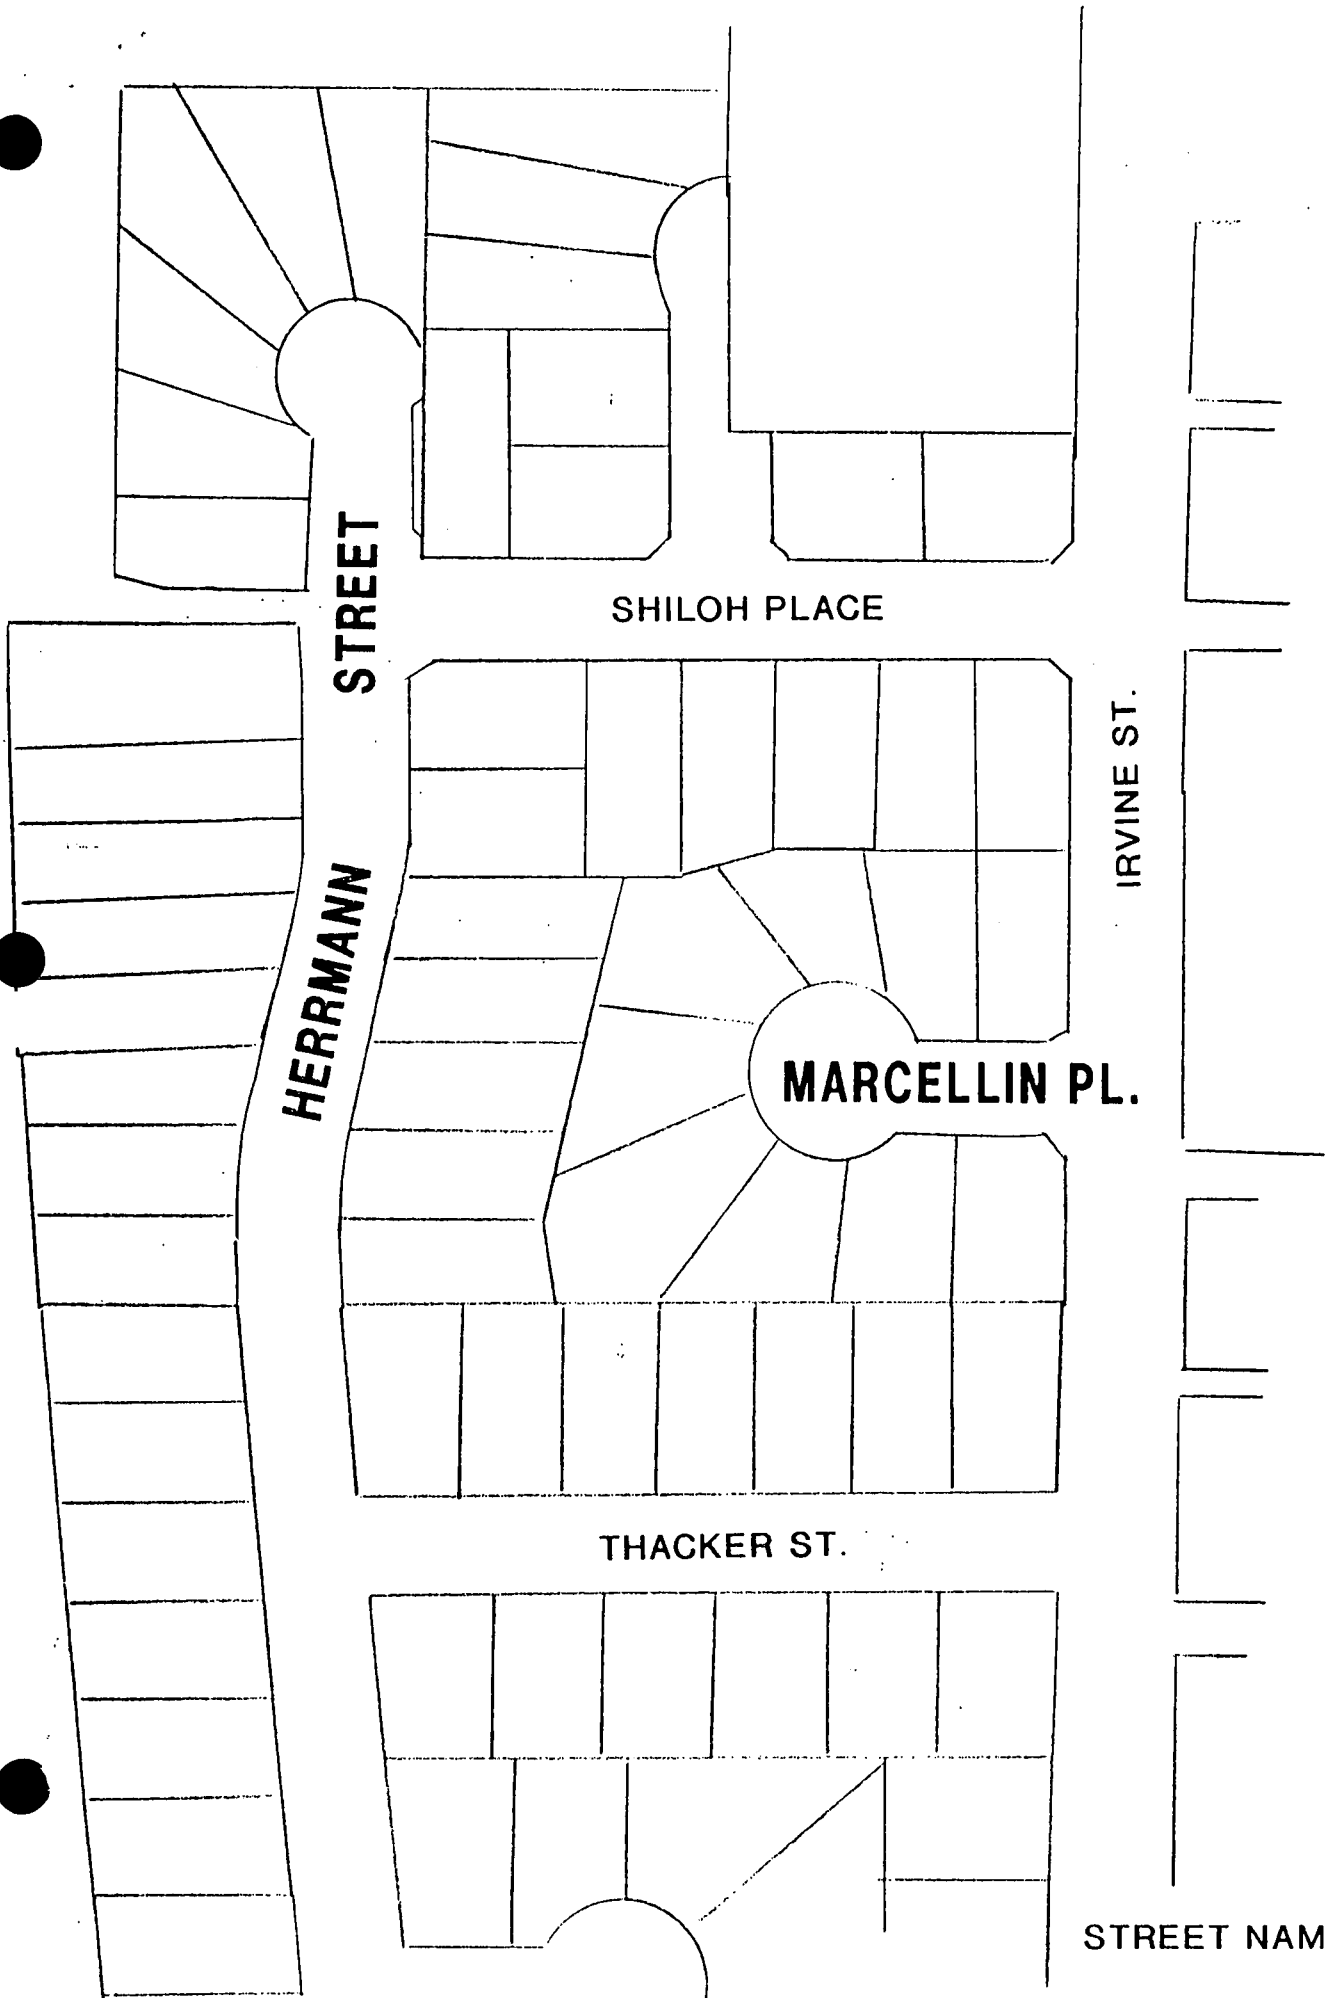 STREET
SHILOH PLACE
IRVINE ST.
HERRMANN
MARCELLIN PL.
THACKER ST.
STREET NAM